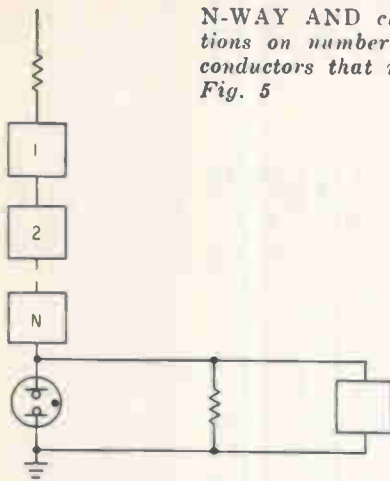 N-WAY AND
tions on number
conductors that
Fig. 5
1
2
N